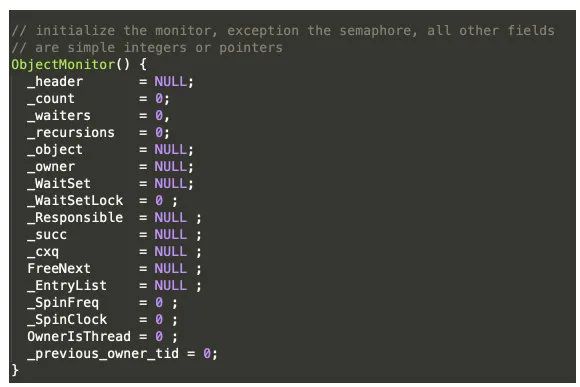 // initialize the monitor, exception the semaphore, all other fields
// are simple integers or pointers
ObjectMonitor() {
  _header       = NULL;
  _count        = 0;
  _waiters      = 0,
  _recursions   = 0;
  _object       = NULL;
  _owner        = NULL;
  _WaitSet      = NULL;
  _WaitSetLock  = 0 ;
  _Responsible  = NULL ;
  _succ         = NULL ;
  _cxq          = NULL ;
  FreeNext      = NULL ;
  _EntryList    = NULL ;
  _SpinFreq     = 0 ;
  _SpinClock    = 0 ;
  OwnerIsThread = 0 ;
  _previous_owner_tid = 0;
}